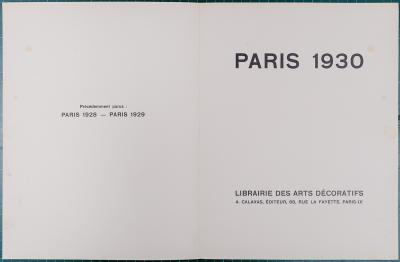 Précédemment parus :
PARIS 1928 — PARIS 1929
PARIS 1930
LIBRAIRIE DES ARTS DÉCORATIFS
A. CALAVAS, ÉDITEUR, 68, RUE LA FAYETTE, PARIS-IX